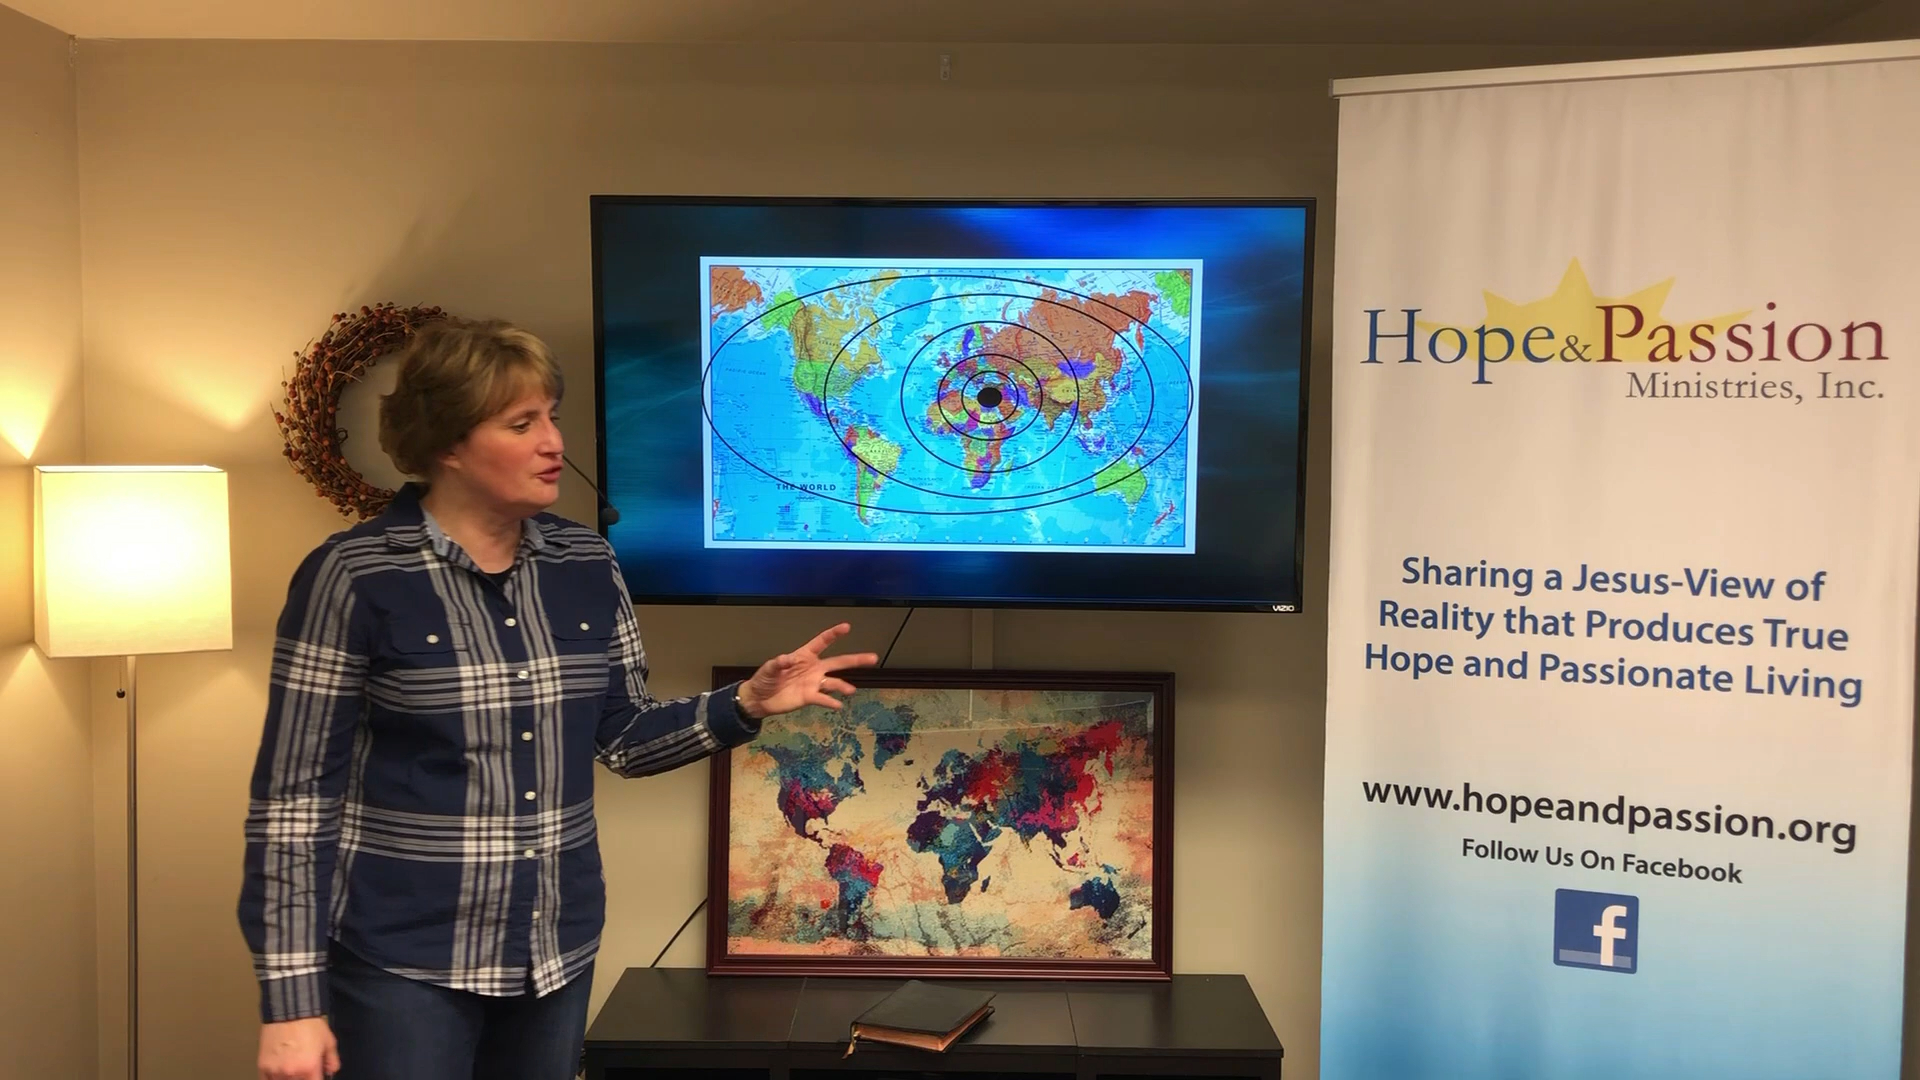 THE WORLD
VIZIO
Hope&Passion
Ministries, Inc.
Sharing a Jesus-View of
Reality that Produces True
Hope and Passionate Living
www.hopeandpassion.org
Follow Us On Facebook
f